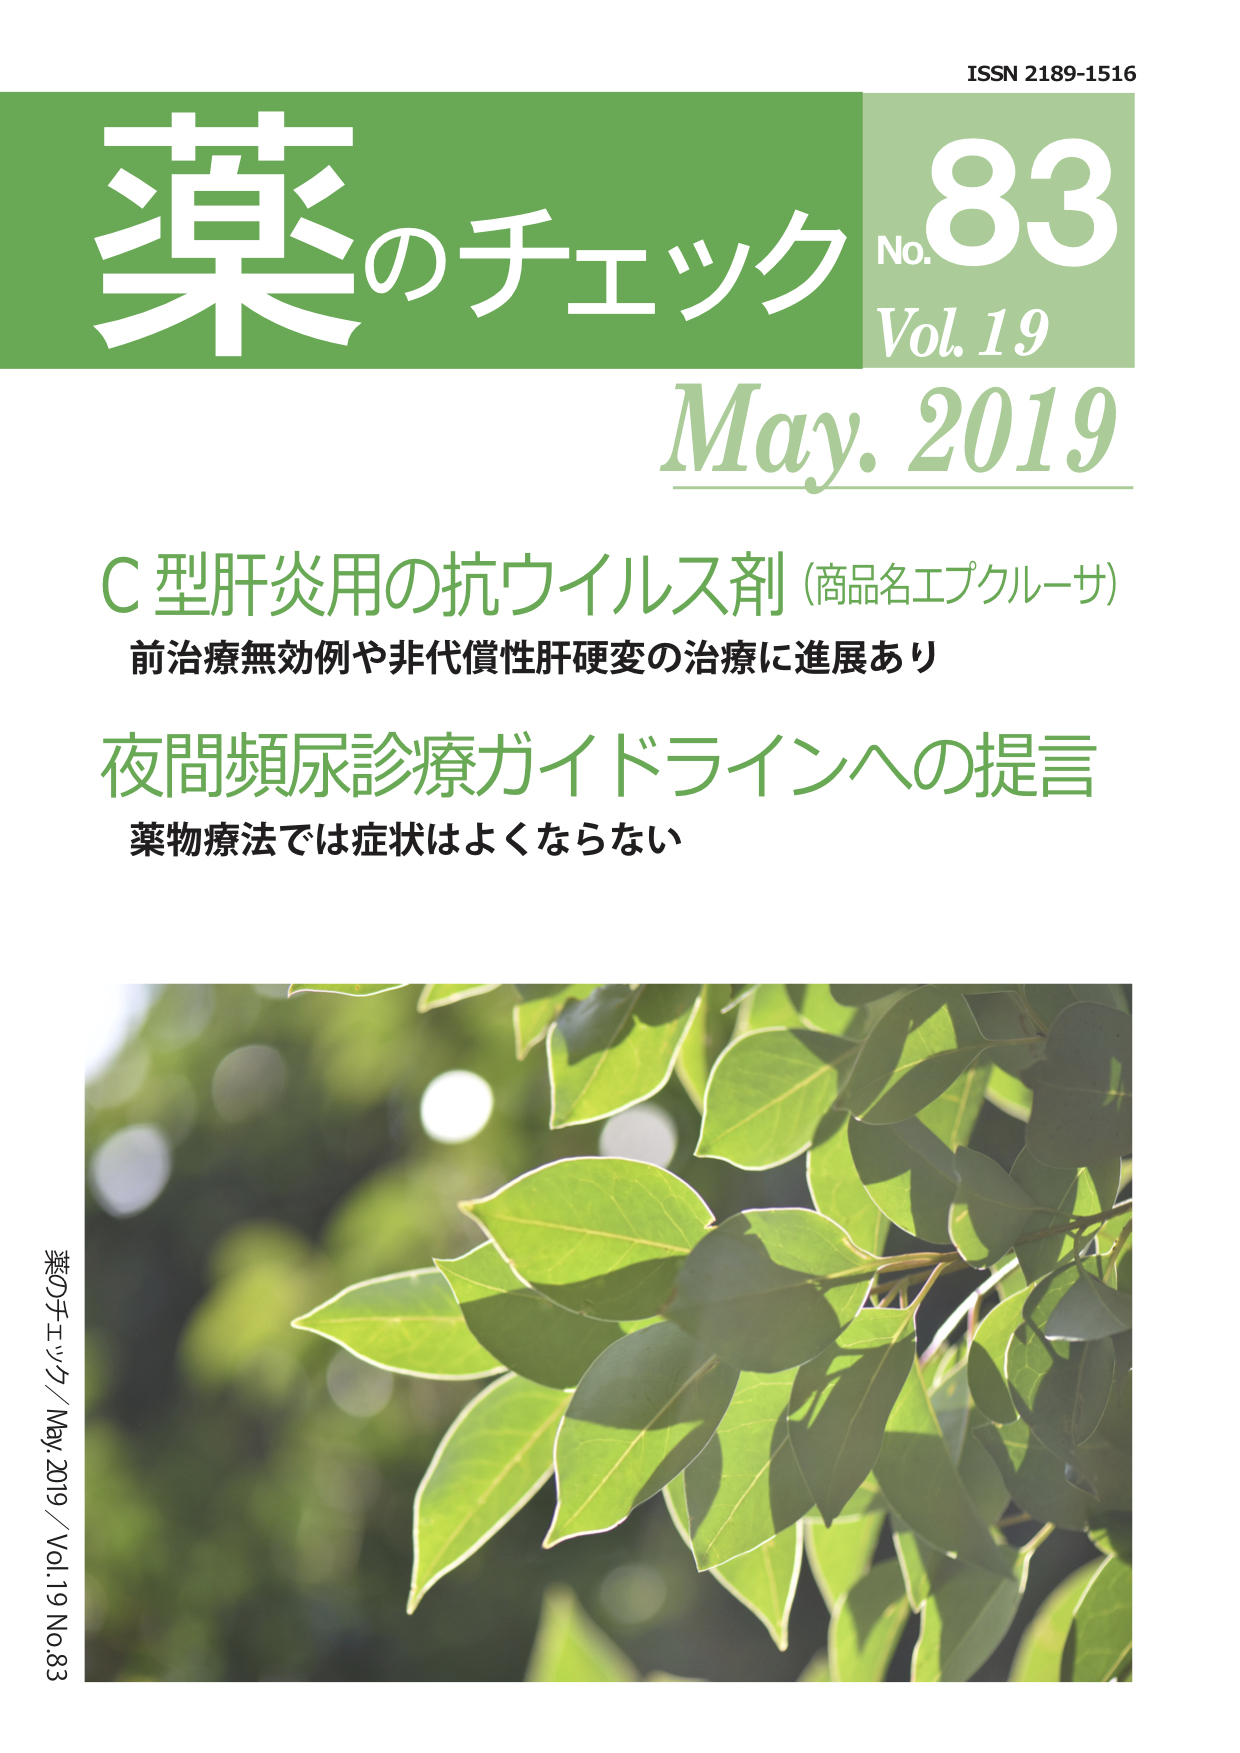 ISSN 2189-1516
薬のチェック
No.83
Vol. 19
May. 2019
C型肝炎用の抗ウイルス剤（商品名エプクルーサ）
前治療無効例や非代償性肝硬変の治療に進展あり
夜間頻尿診療ガイドラインへの提言
薬物療法では症状はよくならない
薬のチェック／May. 2019／Vol.19 No.83